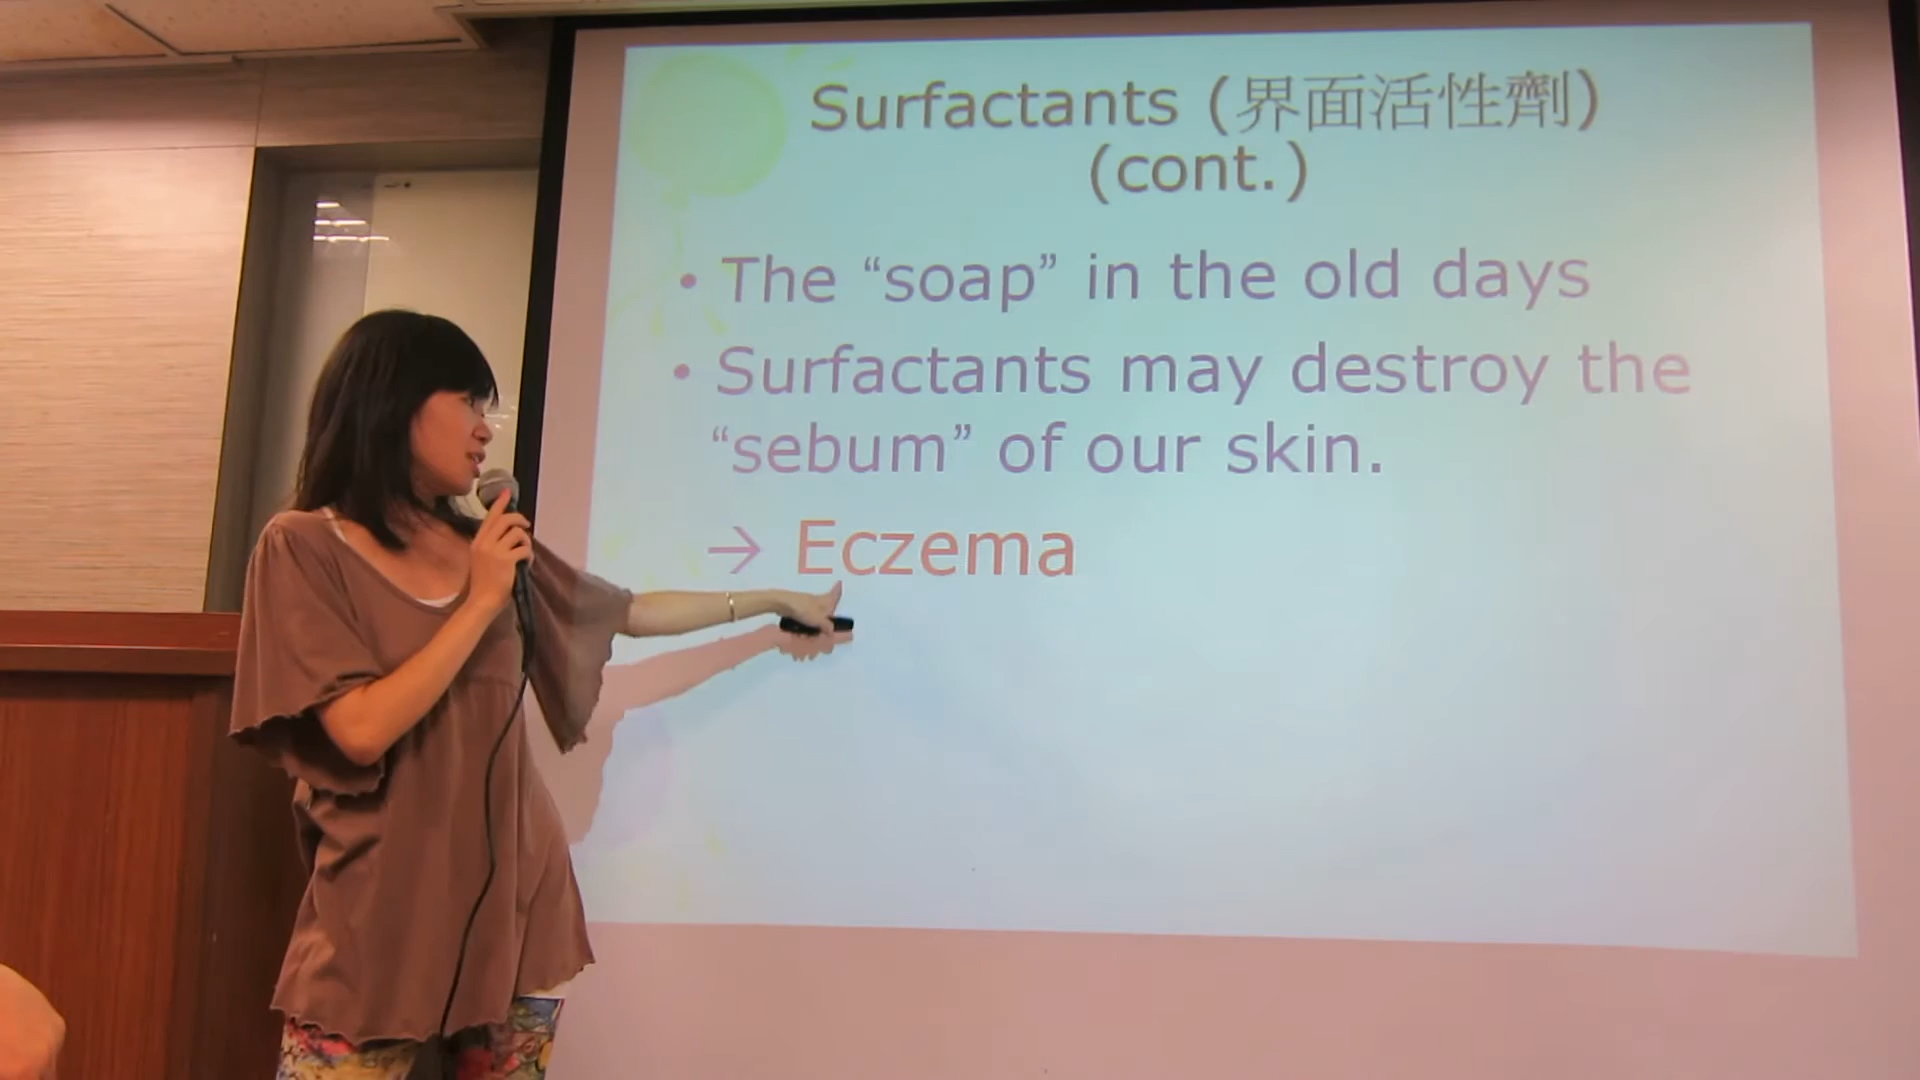 Surfactants (界面活性劑)
(cont.)
• The “soap” in the old days
• Surfactants may destroy the
“sebum” of our skin.
→ Eczema